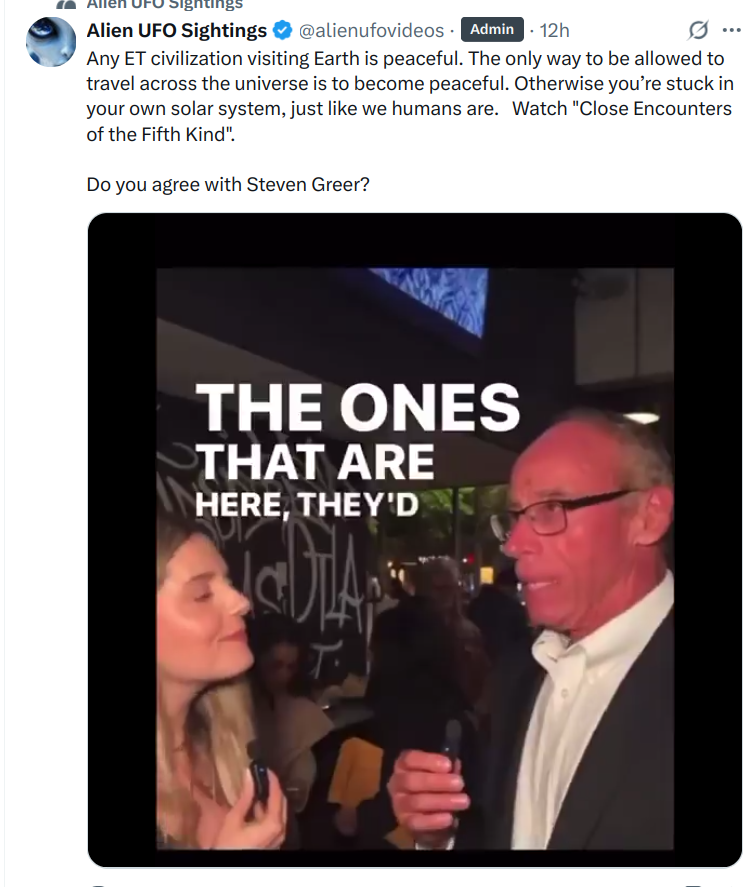 Alien UFO Sightings
Alien UFO Sightings @alienufovideos · Admin · 12h
Any ET civilization visiting Earth is peaceful. The only way to be allowed to
travel across the universe is to become peaceful. Otherwise you’re stuck in
your own solar system, just like we humans are.   Watch "Close Encounters
of the Fifth Kind".
Do you agree with Steven Greer?
THE ONES
THAT ARE
HERE, THEY'D